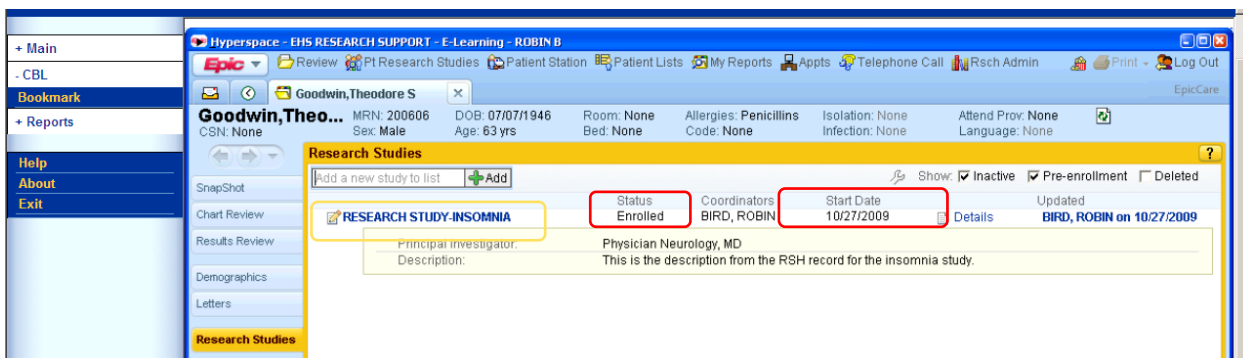 + Main
- CBL
Bookmark
+ Reports
Help
About
Exit
Hyperspace - EHS RESEARCH SUPPORT - E-Learning - ROBIN B
Epic Review Pt Research Studies Patient Station Patient Lists My Reports Appts Telephone Call Rsch Admin Print Log Out
Goodwin,Theodore S EpicCare
Goodwin,Theo... MRN: 200606 DOB: 07/07/1946 Room: None Allergies: Penicillins Isolation: None Attend Prov: None
CSN: None Sex: Male Age: 63 yrs Bed: None Code: None Infection: None Language: None
Research Studies ?
Add a new study to list Add Show: Inactive Pre-enrollment Deleted
SnapShot
Chart Review
Results Review
Demographics
Letters
Research Studies
Status Coordinators Start Date Updated
RESEARCH STUDY-INSOMNIA Enrolled BIRD, ROBIN 10/27/2009 Details BIRD, ROBIN on 10/27/2009
Principal Investigator: Physician Neurology, MD
Description: This is the description from the RSH record for the insomnia study.